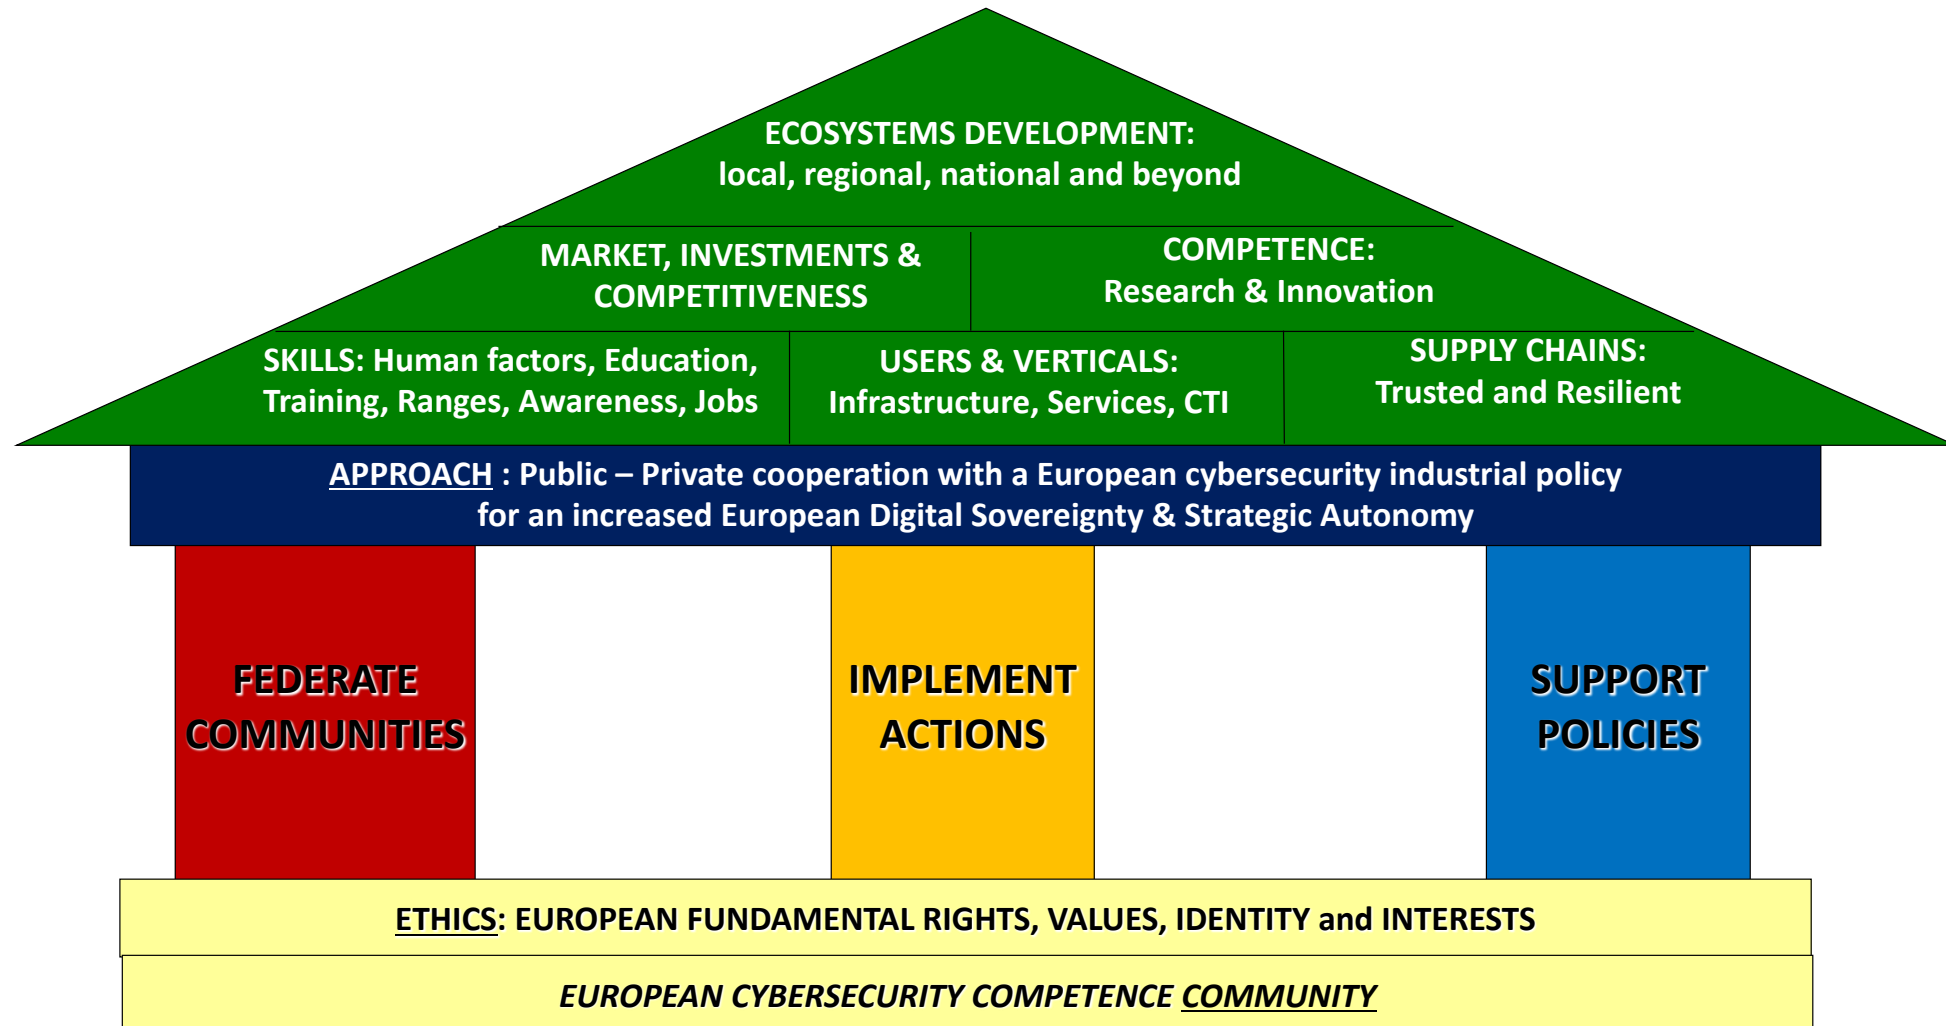 ECOSYSTEMS DEVELOPMENT:
local, regional, national and beyond
MARKET, INVESTMENTS &
COMPETITIVENESS
COMPETENCE:
Research & Innovation
SKILLS: Human factors, Education,
Training, Ranges, Awareness, Jobs
USERS & VERTICALS:
Infrastructure, Services, CTI
SUPPLY CHAINS:
Trusted and Resilient
APPROACH : Public – Private cooperation with a European cybersecurity industrial policy
for an increased European Digital Sovereignty & Strategic Autonomy
FEDERATE
COMMUNITIES
IMPLEMENT
ACTIONS
SUPPORT
POLICIES
ETHICS: EUROPEAN FUNDAMENTAL RIGHTS, VALUES, IDENTITY and INTERESTS
EUROPEAN CYBERSECURITY COMPETENCE COMMUNITY